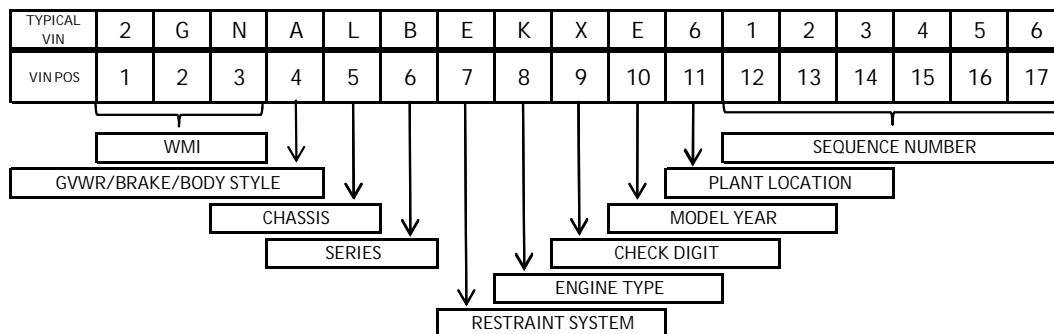 TYPICAL VIN 2 G N A L B E K X E 6 1 2 3 4 5 6
VIN POS 1 2 3 4 5 6 7 8 9 10 11 12 13 14 15 16 17
WMI SEQUENCE NUMBER
GVWR/BRAKE/BODY STYLE PLANT LOCATION
CHASSIS MODEL YEAR
SERIES CHECK DIGIT
ENGINE TYPE
RESTRAINT SYSTEM